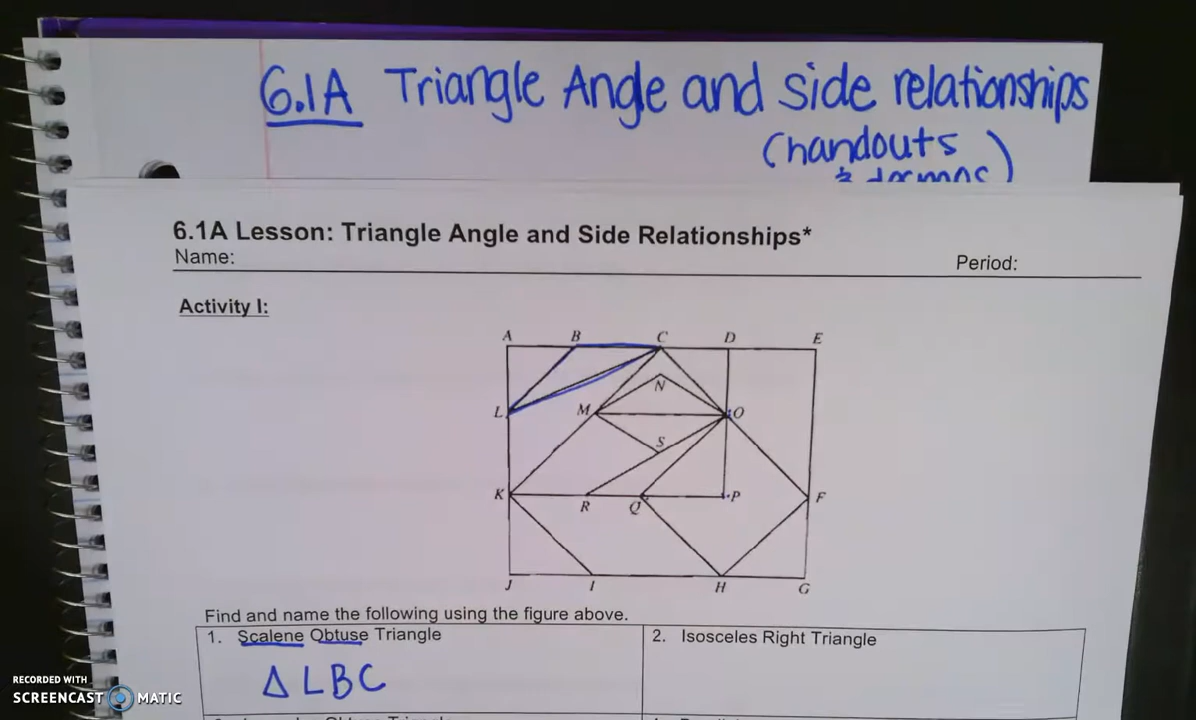 6.1A Triangle Angle and side relationships
(handouts
)
6.1A Lesson: Triangle Angle and Side Relationships*
Name:
Period:
Activity I:
A B C D E
N
L M O
S
K R Q P F
J I H G
Find and name the following using the figure above.
1. Scalene Obtuse Triangle
2. Isosceles Right Triangle
Δ LBC
RECORDED WITH
SCREENCAST MATIC